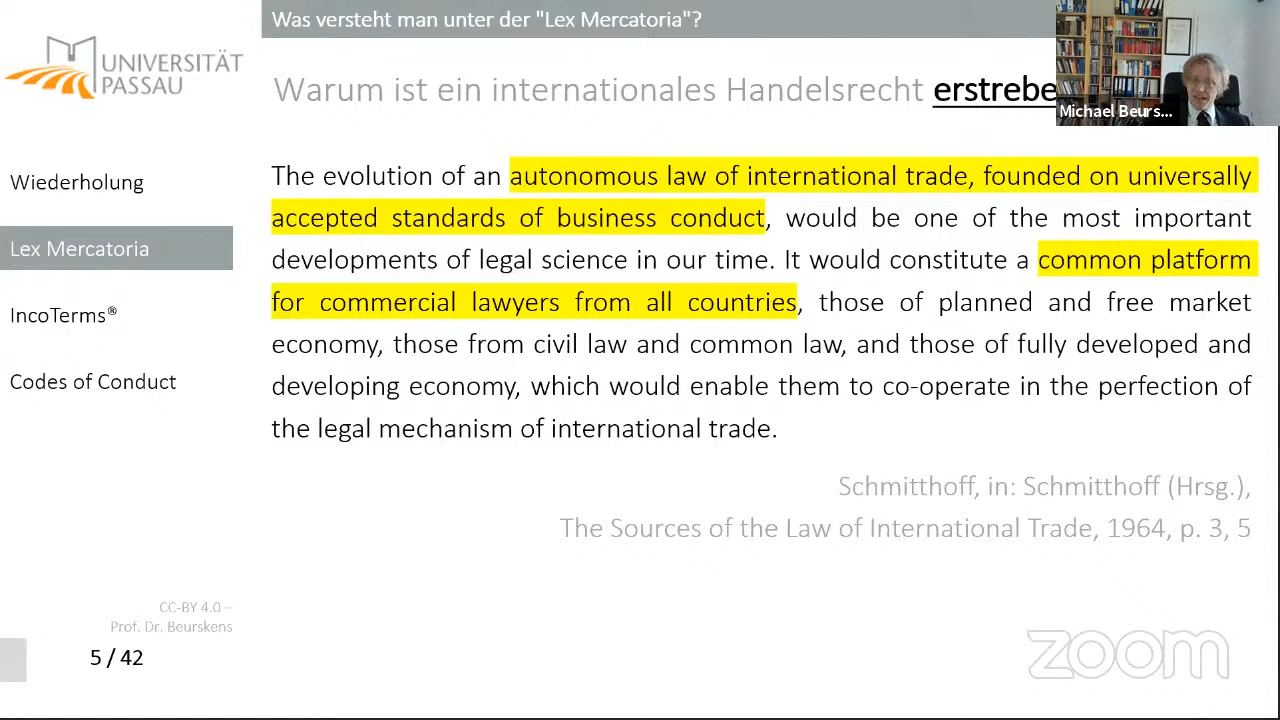 Was versteht man unter der "Lex Mercatoria"?
UNIVERSITÄT
PASSAU
Warum ist ein internationales Handelsrecht erstrebe
Michael Beurs...
Wiederholung
Lex Mercatoria
IncoTerms®
Codes of Conduct
The evolution of an autonomous law of international trade, founded on universally
accepted standards of business conduct, would be one of the most important
developments of legal science in our time. It would constitute a common platform
for commercial lawyers from all countries, those of planned and free market
economy, those from civil law and common law, and those of fully developed and
developing economy, which would enable them to co-operate in the perfection of
the legal mechanism of international trade.
Schmitthoff, in: Schmitthoff (Hrsg.),
The Sources of the Law of International Trade, 1964, p. 3, 5
CC-BY 4.0 –
Prof. Dr. Beurskens
5 / 42
zoom